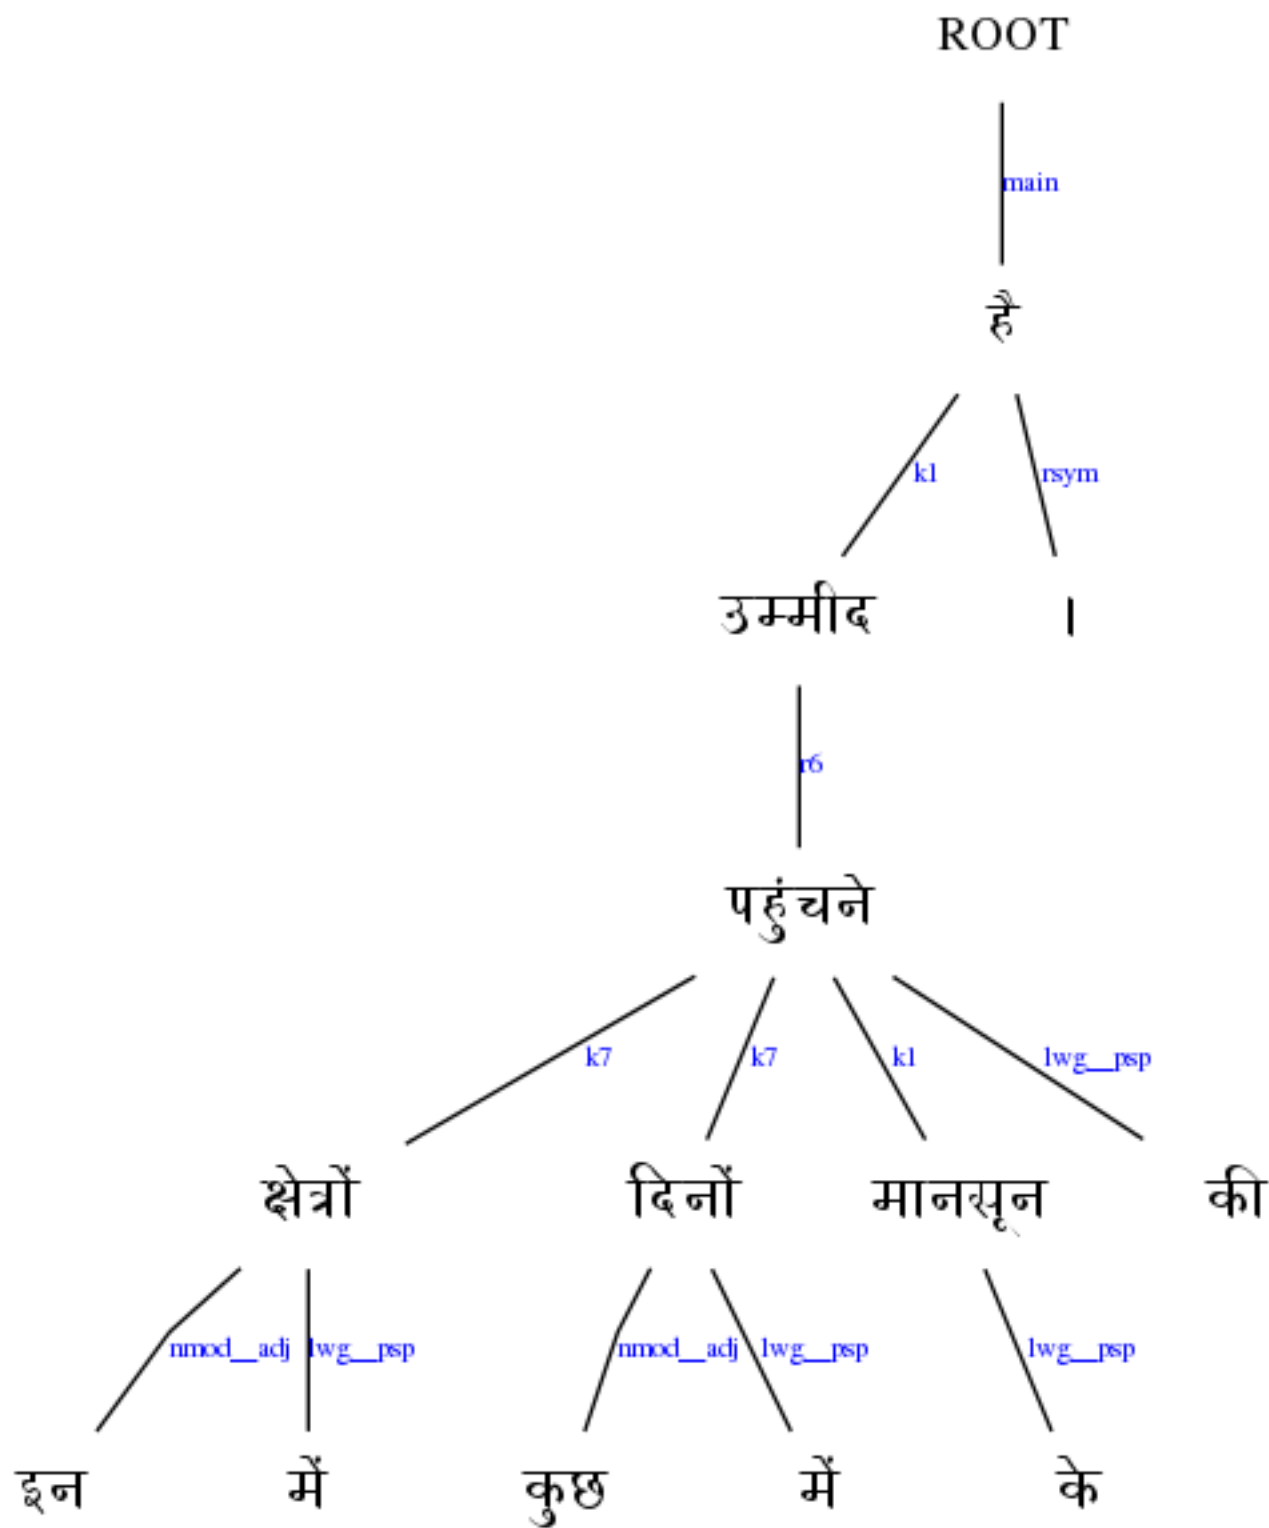 ROOT
main
है
k1 rsym
उम्मीद ।
r6
पहुंचने
k7 k7 k1 lwg__psp
क्षेत्रों दिनों मानसून की
nmod__adj lwg__psp nmod__adj lwg__psp lwg__psp
इन में कुछ में के